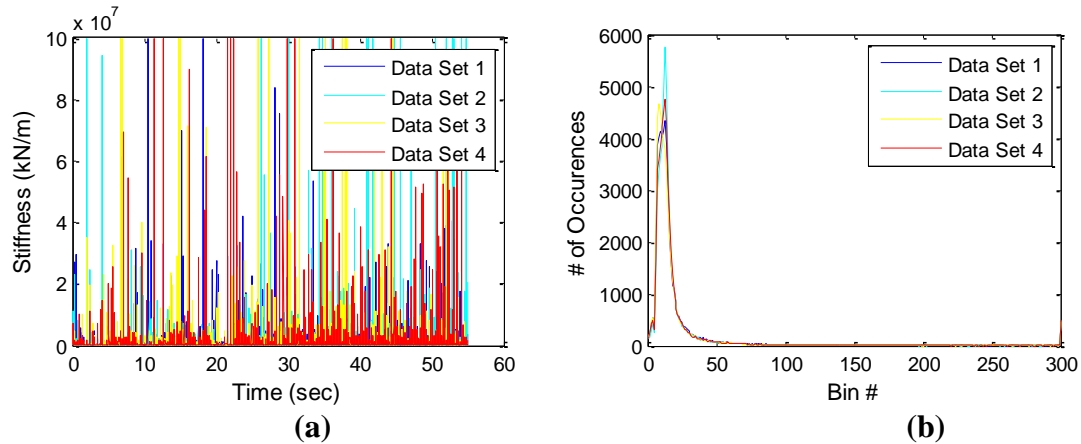 x 10⁷
10
8
6
4
2
0
0 10 20 30 40 50 60
Stiffness (kN/m)
Time (sec)
Data Set 1
Data Set 2
Data Set 3
Data Set 4
(a)
6000
5000
4000
3000
2000
1000
0
0 50 100 150 200 250 300
# of Occurences
Bin #
Data Set 1
Data Set 2
Data Set 3
Data Set 4
(b)